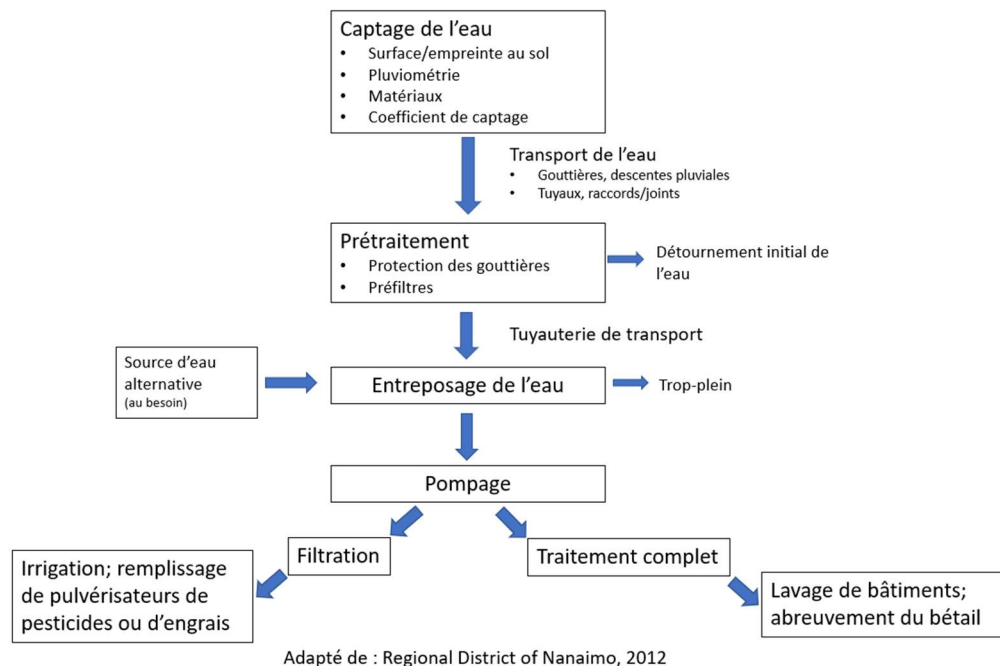 Captage de l'eau
• Surface/empreinte au sol
• Pluviométrie
• Matériaux
• Coefficient de captage
Transport de l'eau
• Gouttières, descentes pluviales
• Tuyaux, raccords/joints
Prétraitement
• Protection des gouttières
• Préfiltres
Détournement initial de
l'eau
Tuyauterie de transport
Source d'eau
alternative
(au besoin)
Entreposage de l'eau
Trop-plein
Pompage
Filtration
Traitement complet
Irrigation; remplissage
de pulvérisateurs de
pesticides ou d'engrais
Lavage de bâtiments;
abreuvement du bétail
Adapté de : Regional District of Nanaimo, 2012